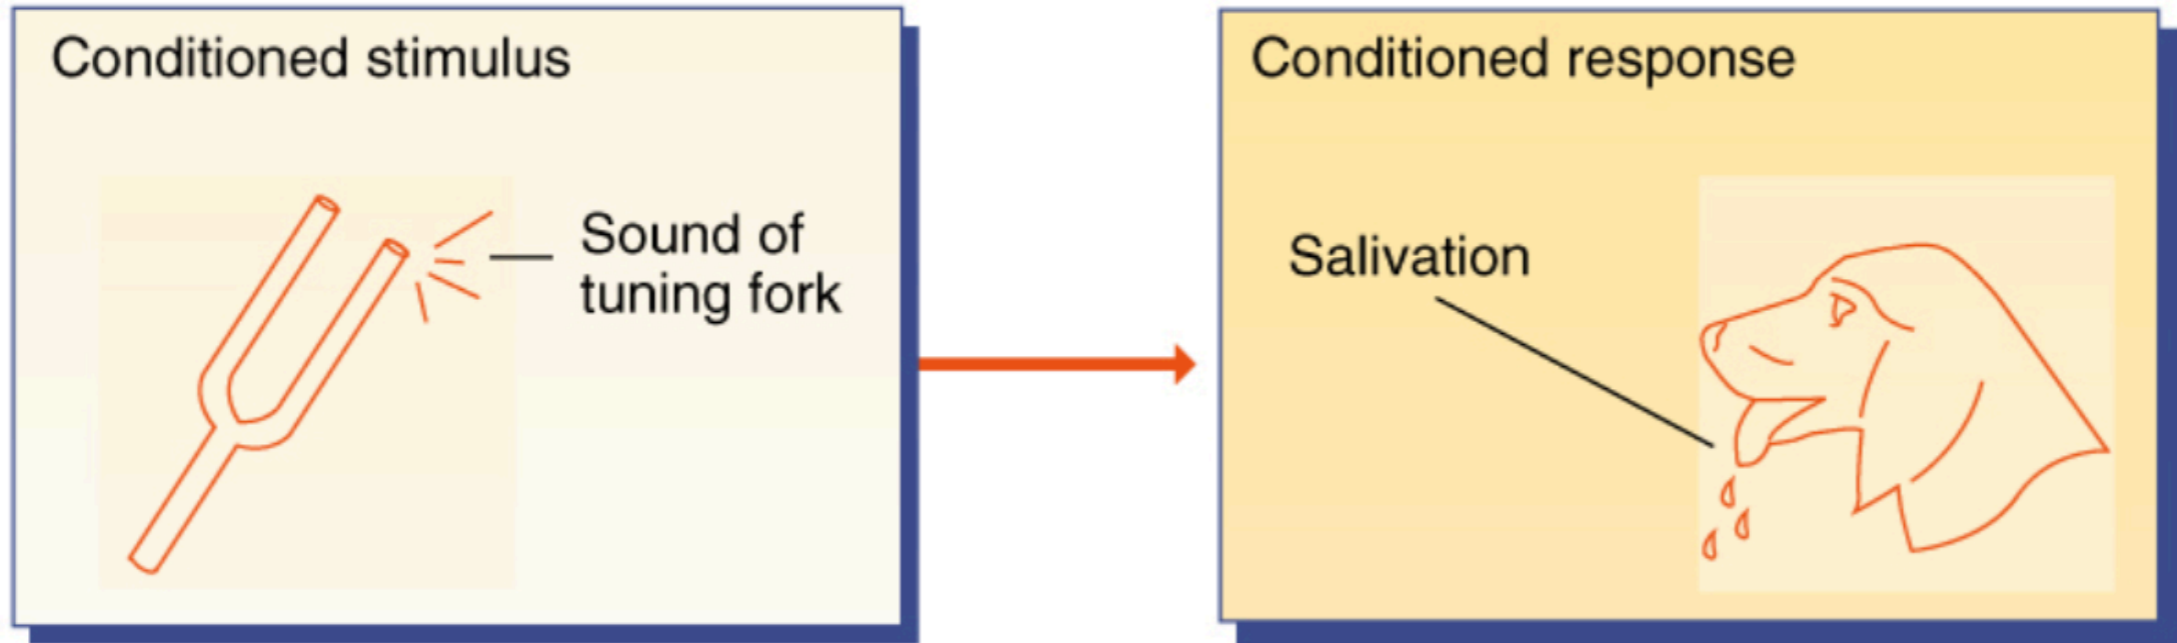 Conditioned stimulus
Sound of
tuning fork
Conditioned response
Salivation